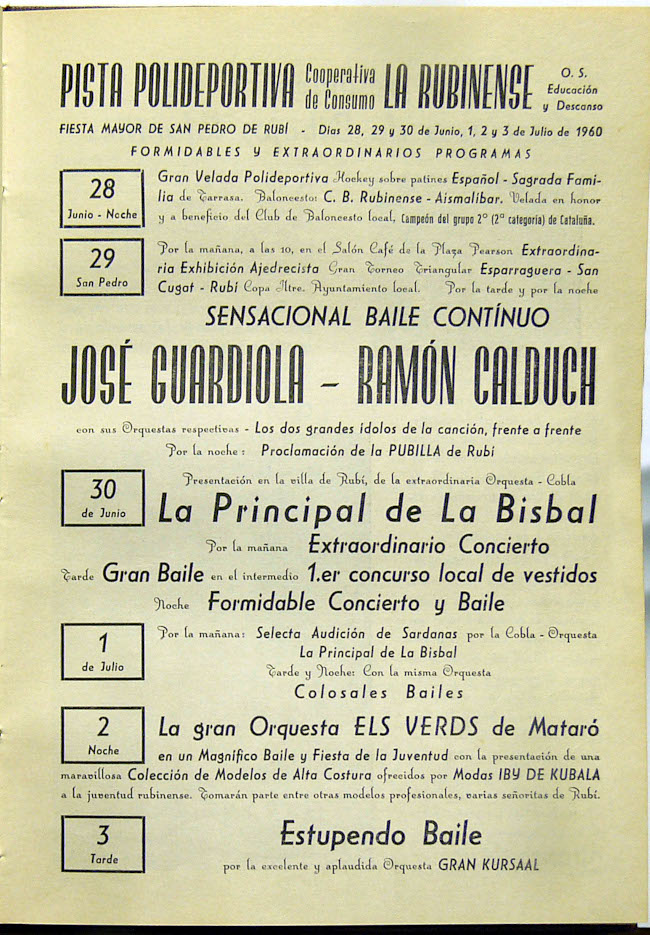 PISTA POLIDEPORTIVA Cooperativa de Consumo LA RUBINENSE O. S. Educación y Descanso
FIESTA MAYOR DE SAN PEDRO DE RUBÍ - Dias 28, 29 y 30 de Junio, 1, 2 y 3 de Julio de 1960
FORMIDABLES Y EXTRAORDINARIOS PROGRAMAS
28
Junio - Noche
Gran Velada Polideportiva Hockey sobre patines Español - Sagrada Fami-
lia de Tarrasa. Baloncesto: C. B. Rubinense - Aismalibar. Velada en honor
y a beneficio del Club de Baloncesto local, Campeón del grupo 2º (2ª categoria) de Cataluña.
29
San Pedro
Por la mañana, a las 10, en el Salón Café de la Plaza Pearson Extraordina-
ria Exhibición Ajedrecista Gran Torneo Triangular Esparraguera - San
Cugat - Rubí Copa Iltre. Ayuntamiento local. Por la tarde y por la noche
SENSACIONAL BAILE CONTÍNUO
JOSÉ GUARDIOLA - RAMÓN CALDUCH
con sus Orquestas respectivas - Los dos grandes ídolos de la canción, frente a frente
Por la noche : Proclamación de la PUBILLA de Rubí
30
de Junio
Presentación en la villa de Rubí, de la extraordinaria Orquesta - Cobla
La Principal de La Bisbal
Por la mañana Extraordinario Concierto
Tarde Gran Baile en el intermedio 1.er concurso local de vestidos
Noche Formidable Concierto y Baile
1
de Julio
Por la mañana: Selecta Audición de Sardanas por la Cobla - Orquesta
La Principal de La Bisbal
Tarde y Noche: Con la misma Orquesta
Colosales Bailes
2
Noche
La gran Orquesta ELS VERDS de Mataró
en un Magnífico Baile y Fiesta de la Juventud con la presentación de una
maravillosa Colección de Modelos de Alta Costura ofrecidos por Modas IBY DE KUBALA
a la juventud rubinense. Tomarán parte entre otras modelos profesionales, varias señoritas de Rubí.
3
Tarde
Estupendo Baile
por la excelente y aplaudida Orquesta GRAN KURSAAL